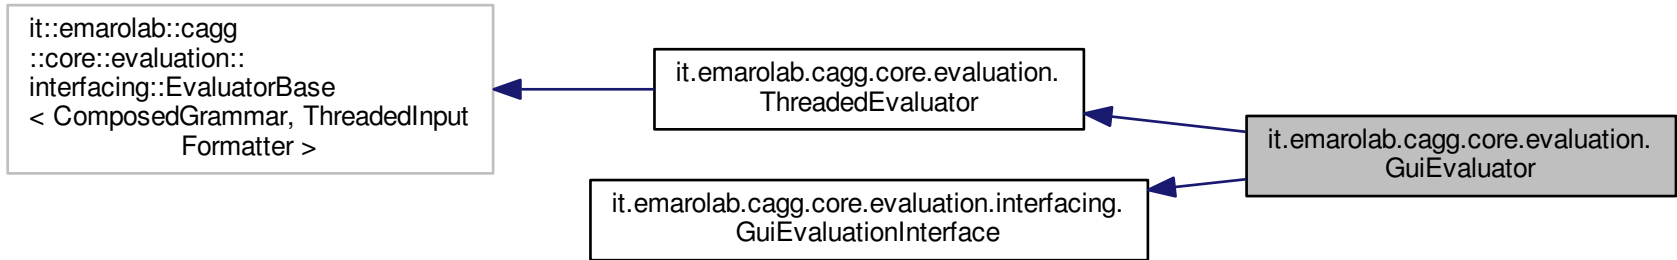 it::emarolab::cagg
::core::evaluation::
interfacing::EvaluatorBase
< ComposedGrammar, ThreadedInput
Formatter >
it.emarolab.cagg.core.evaluation.
ThreadedEvaluator
it.emarolab.cagg.core.evaluation.interfacing.
GuiEvaluationInterface
it.emarolab.cagg.core.evaluation.
GuiEvaluator